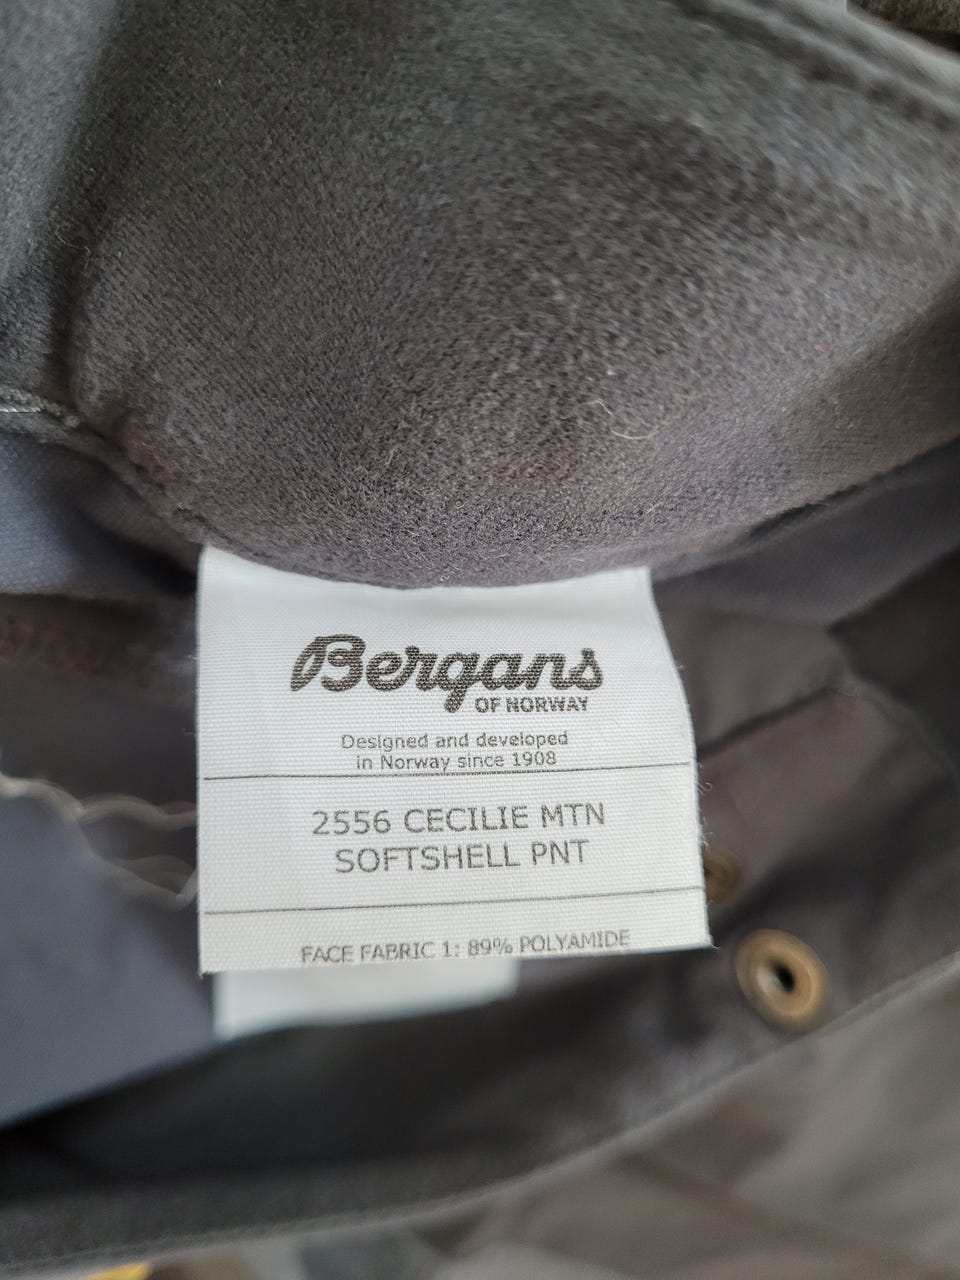 Bergans
OF NORWAY
Designed and developed
in Norway since 1908
2556 CECILIE MTN
SOFTSHELL PNT
FACE FABRIC 1: 89% POLYAMIDE